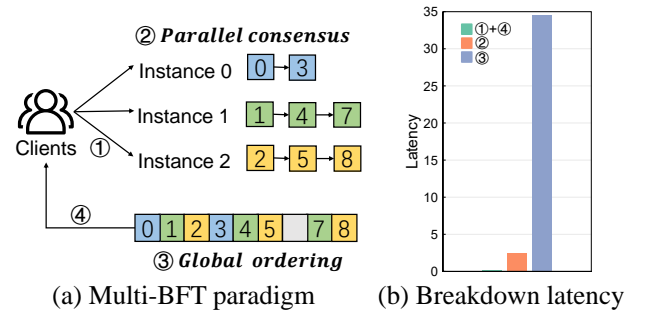 ② Parallel consensus
Instance 0 0 3
Instance 1 1 4 7
Clients ① Instance 2 2 5 8
④
0 1 2 3 4 5 7 8
③ Global ordering
(a) Multi-BFT paradigm
35
30
25
20
15
10
5
0
Latency
①+④
②
③
(b) Breakdown latency